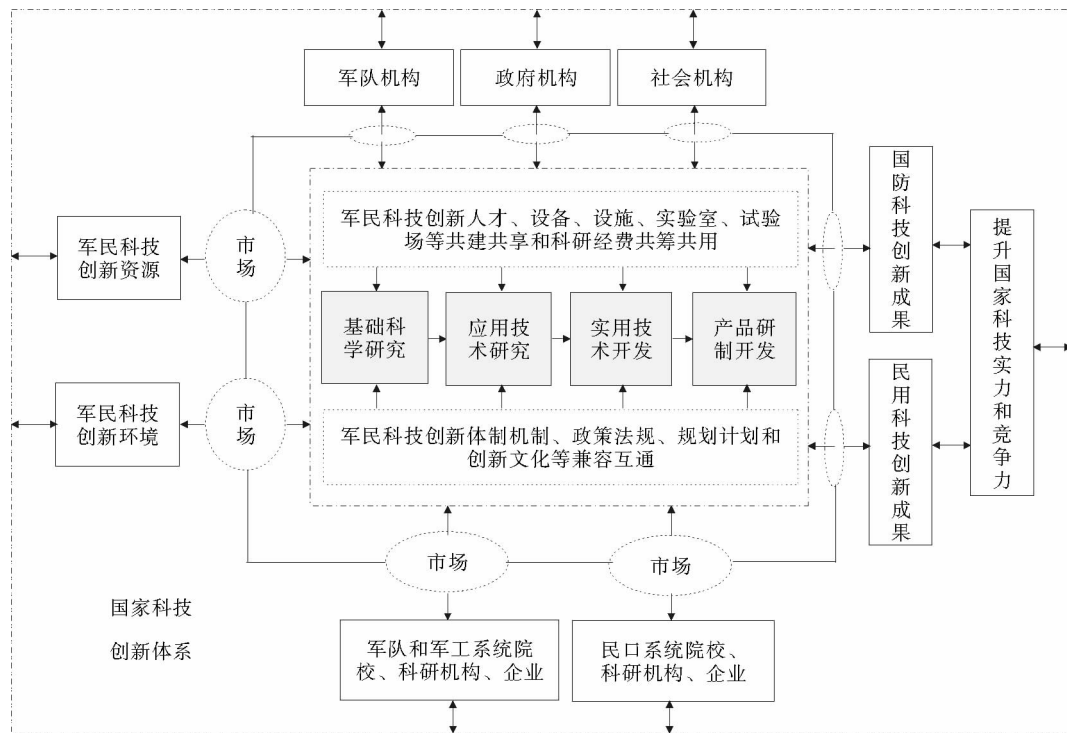 军队机构
政府机构
社会机构
军民科技创新人才、设备、设施、实验室、试验
场等共建共享和科研经费共筹共用
市
场
军民科技
创新资源
国防科技创新成果
提升国家科技实力和竞争力
基础科
学研究
应用技
术研究
实用技
术开发
产品研
制开发
军民科技
创新环境
市
场
军民科技创新体制机制、政策法规、规划计划和
创新文化等兼容互通
民用科技创新成果
市场
市场
国家科技
创新体系
军队和军工系统院
校、科研机构、企业
民口系统院校、
科研机构、企业